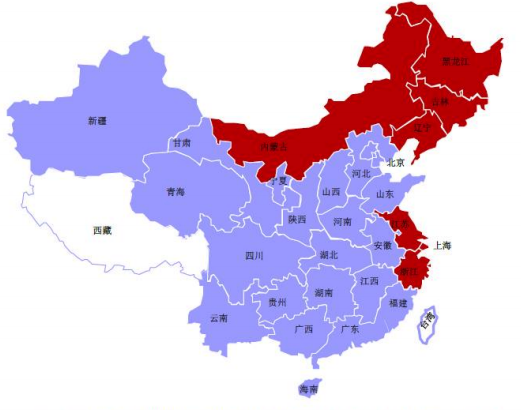 黑龙江
吉林
辽宁
内蒙古
新疆
甘肃
北京
河北
宁夏
青海
山西
山东
陕西
河南
江苏
西藏
上海
安徽
四川
湖北
浙江
江西
湖南
贵州
福建
云南
台湾
广西
广东
海南